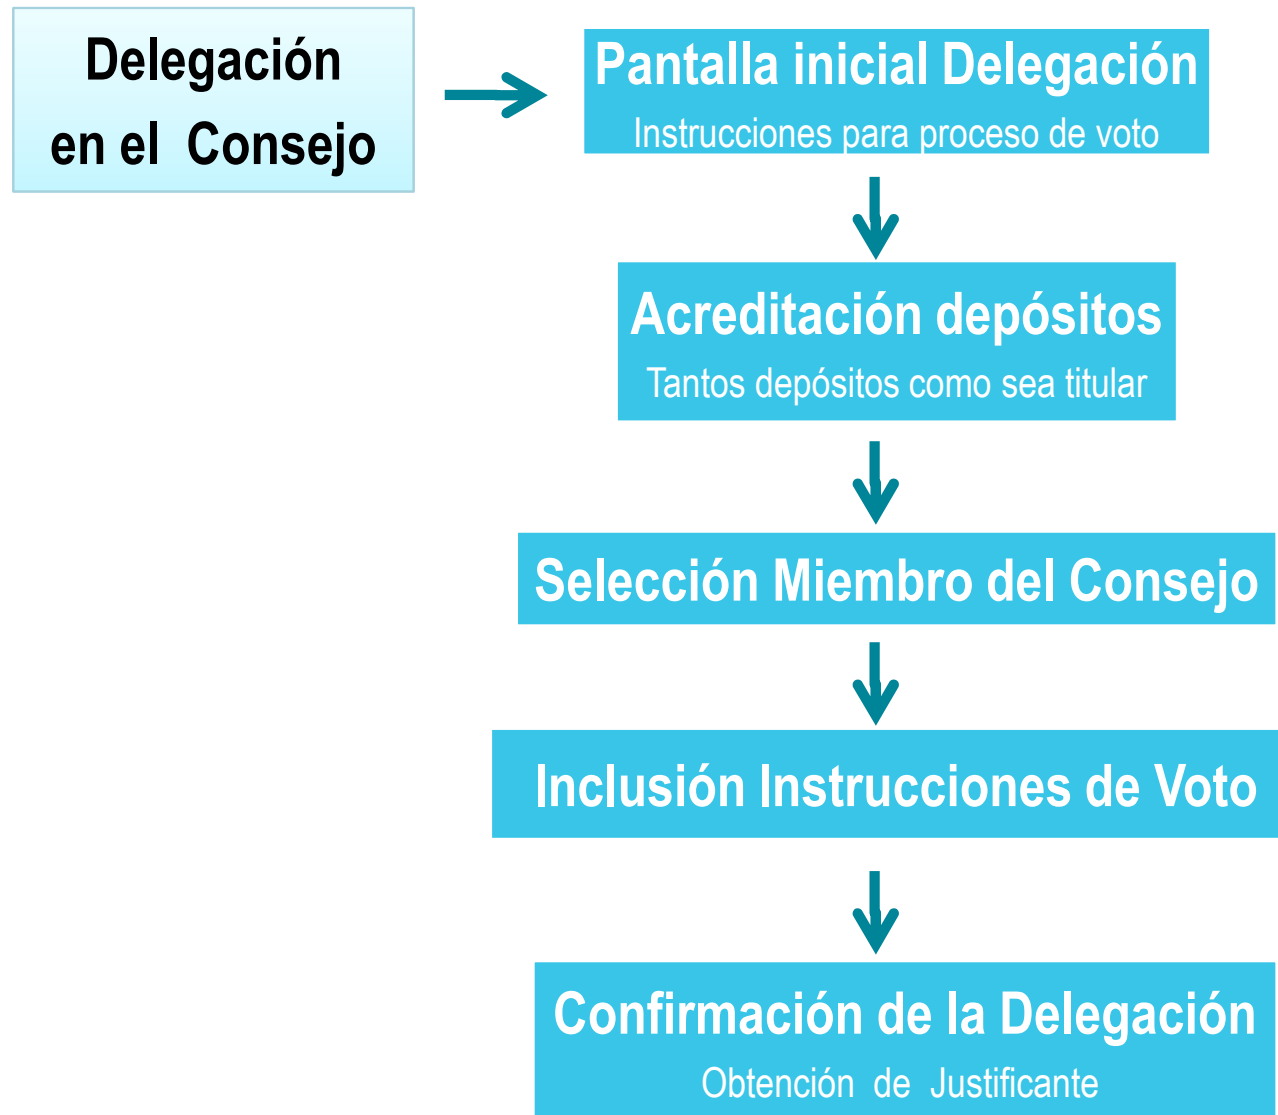 Delegación
en el Consejo
Pantalla inicial Delegación
Instrucciones para proceso de voto
Acreditación depósitos
Tantos depósitos como sea titular
Selección Miembro del Consejo
Inclusión Instrucciones de Voto
Confirmación de la Delegación
Obtención de Justificante